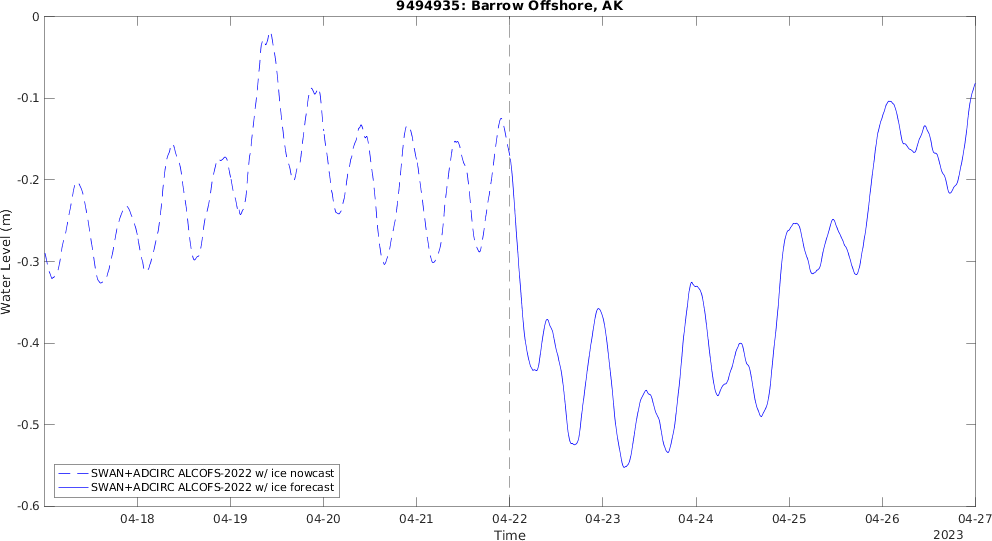 9494935: Barrow Offshore, AK
Water Level (m)
0
-0.1
-0.2
-0.3
-0.4
-0.5
-0.6
SWAN+ADCIRC ALCOFS-2022 w/ ice nowcast
SWAN+ADCIRC ALCOFS-2022 w/ ice forecast
04-18 04-19 04-20 04-21 04-22 04-23 04-24 04-25 04-26 04-27
Time
2023